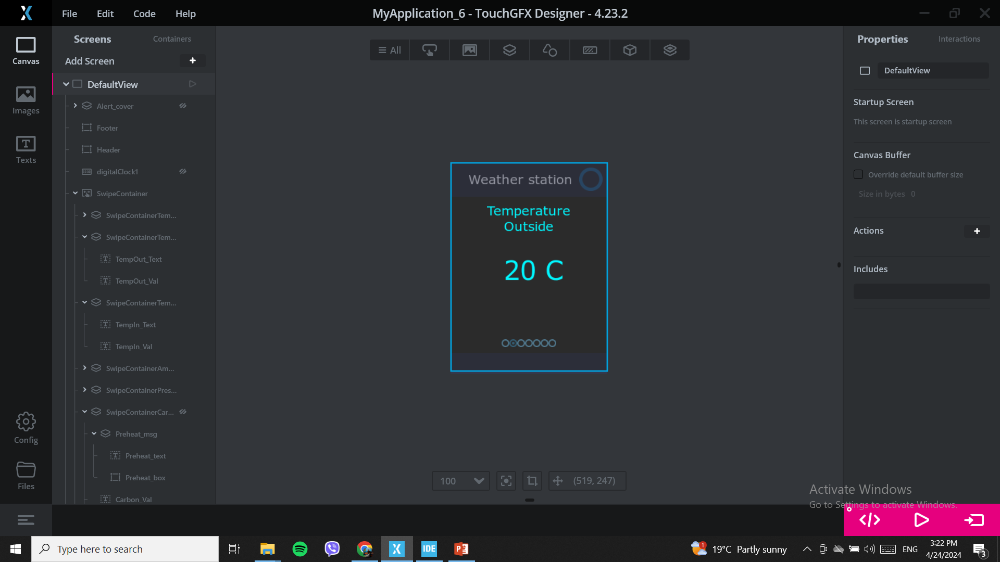 File Edit Code Help
MyApplication_6 - TouchGFX Designer - 4.23.2
Canvas
Images
Texts
Config
Files
Screens Containers
Add Screen +
DefaultView
Alert_cover
Footer
Header
digitalClock1
SwipeContainer
SwipeContainerTem...
SwipeContainerTem...
TempOut_Text
TempOut_Val
SwipeContainerTem...
TempIn_Text
TempIn_Val
SwipeContainerAm...
SwipeContainerPres...
SwipeContainerCar...
Preheat_msg
Preheat_text
Preheat_box
Carbon_Val
All
Weather station
Temperature
Outside
20 C
100
(519, 247)
Properties Interactions
DefaultView
Startup Screen
This screen is startup screen
Canvas Buffer
Override default buffer size
Size in bytes 0
Actions +
Includes
Activate Windows
Go to Settings to activate Windows.
Type here to search
IDE
1
19°C Partly sunny
ENG
3:22 PM
4/24/2024
3